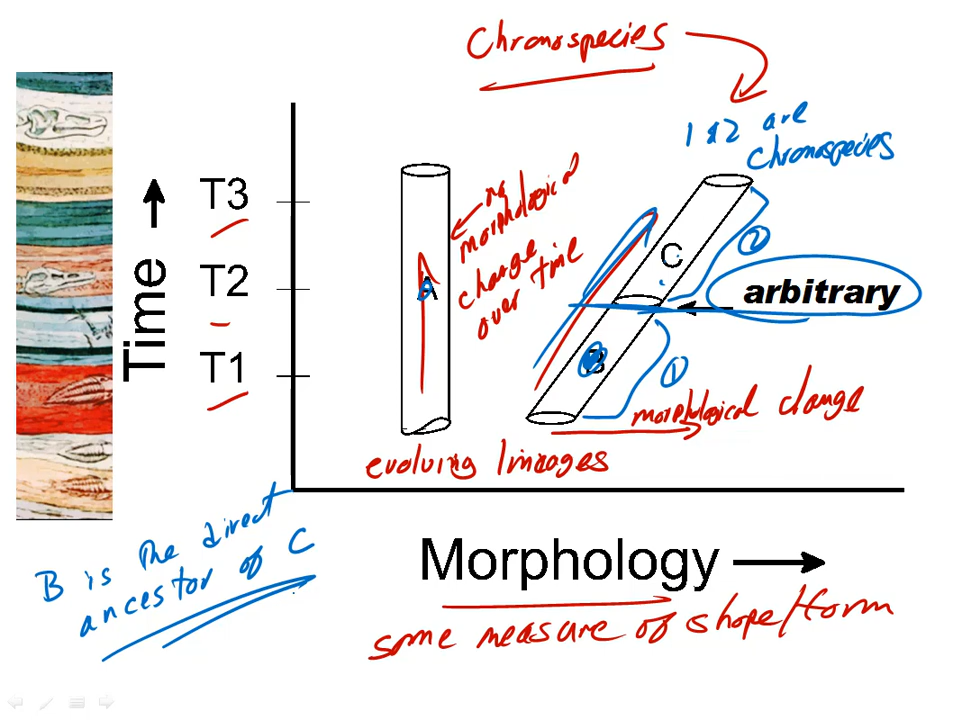 Chronospecies
1 & 2 are
chronospecies
no
morphological
change
over time
Time
T3
T2
T1
A
B
C
2
1
arbitrary
morphological change
evolving lineages
B is the direct
ancestor of C
Morphology
some measure of shape/form